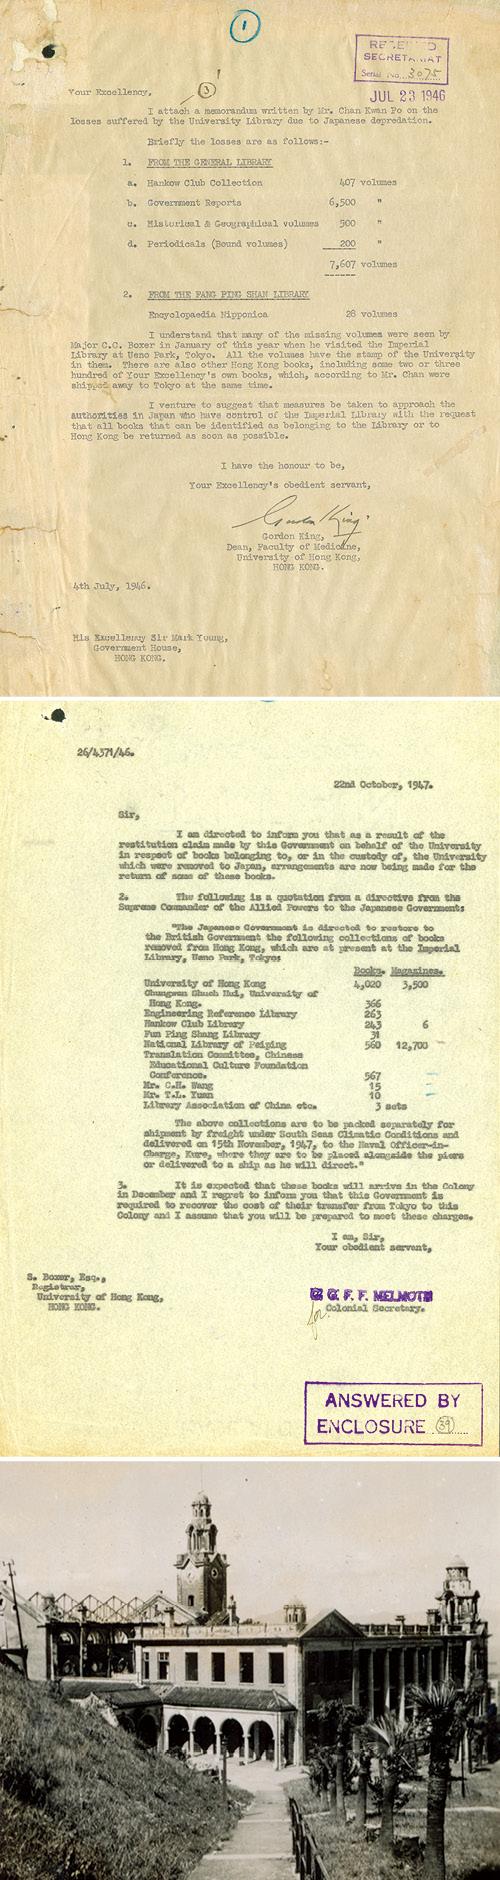 1
RECEIVED
SECRETARIAT
Serial No. 3075
JUL 23 1946
3
Your Excellency,
I attach a memorandum written by Mr. Chan Kwan Po on the
losses suffered by the University Library due to Japanese depredation.
Briefly the losses are as follows:-
1. FROM THE GENERAL LIBRARY
a. Hankow Club Collection 407 volumes
b. Government Reports 6,500 "
c. Historical & Geographical volumes 500 "
d. Periodicals (Bound volumes) 200 "
7,607 volumes
2. FROM THE FANG PING SHAN LIBRARY
Encyclopaedia Nipponica 28 volumes
I understand that many of the missing volumes were seen by
Major C.C. Boxer in January of this year when he visited the Imperial
Library at Ueno Park, Tokyo. All the volumes have the stamp of the University
in them. There are also other Hong Kong books, including some two or three
hundred of Your Excellency's own books, which, according to Mr. Chan were
shipped away to Tokyo at the same time.
I venture to suggest that measures be taken to approach the
authorities in Japan who have control of the Imperial Library with the request
that all books that can be identified as belonging to the Library or to
Hong Kong be returned as soon as possible.
I have the honour to be,
Your Excellency's obedient servant,
Gordon King
Gordon King,
Dean, Faculty of Medicine,
University of Hong Kong,
HONG KONG.
4th July, 1946.
His Excellency Sir Mark Young,
Government House,
HONG KONG.
26/4371/46.
22nd October, 1947.
Sir,
I am directed to inform you that as a result of the
restitution claim made by this Government on behalf of the University
in respect of books belonging to, or in the custody of, the University
which were removed to Japan, arrangements are now being made for the
return of some of these books.
2. The following is a quotation from a directive from the
Supreme Commander of the Allied Powers to the Japanese Government:
"The Japanese Government is directed to restore to
the British Government the following collections of books
removed from Hong Kong, which are at present at the Imperial
Library, Ueno Park, Tokyo:
Books. Magazines.
University of Hong Kong 4,020 3,500
Chungwen Shueh Hui, University of
Hong Kong. 366
Engineering Reference Library 263
Hankow Club Library 243 6
Fun Ping Shang Library 31
National Library of Peiping 560 12,700
Translation Committee, Chinese
Educational Culture Foundation
Conference. 567
Mr. C.H. Wang 15
Mr. T.L. Yuan 10
Library Association of China etc. 3 sets
The above collections are to be packed separately for
shipment by freight under South Seas Climatic Conditions and
delivered on 15th November, 1947, to the Naval Officer-in-
Charge, Kure, where they are to be placed alongside the piers
or delivered to a ship as he will direct."
3. It is expected that these books will arrive in the Colony
in December and I regret to inform you that this Government is
required to recover the cost of their transfer from Tokyo to this
Colony and I assume that you will be prepared to meet these charges.
I am, Sir,
Your obedient servant,
S. Boxer, Esq.,
Registrar,
University of Hong Kong,
HONG KONG.
G. F. F. MELMOTH
for Colonial Secretary.
ANSWERED BY
ENCLOSURE 39